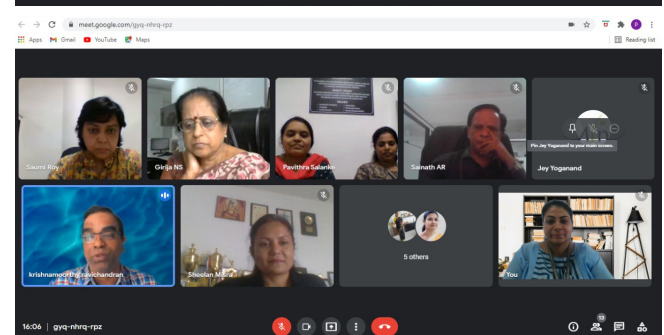 meet.google.com/gyq-nhrq-rpz
Apps Gmail YouTube Maps Reading list
Saumi Roy
Girija NS
Pavithra Salanke
Sainath AR
Pin Jey Yoganand to your main screen.
Jey Yoganand
krishnamoorthy ravichandran
Sheelan Misra
5 others
You
16:06 | gyq-nhrq-rpz
13